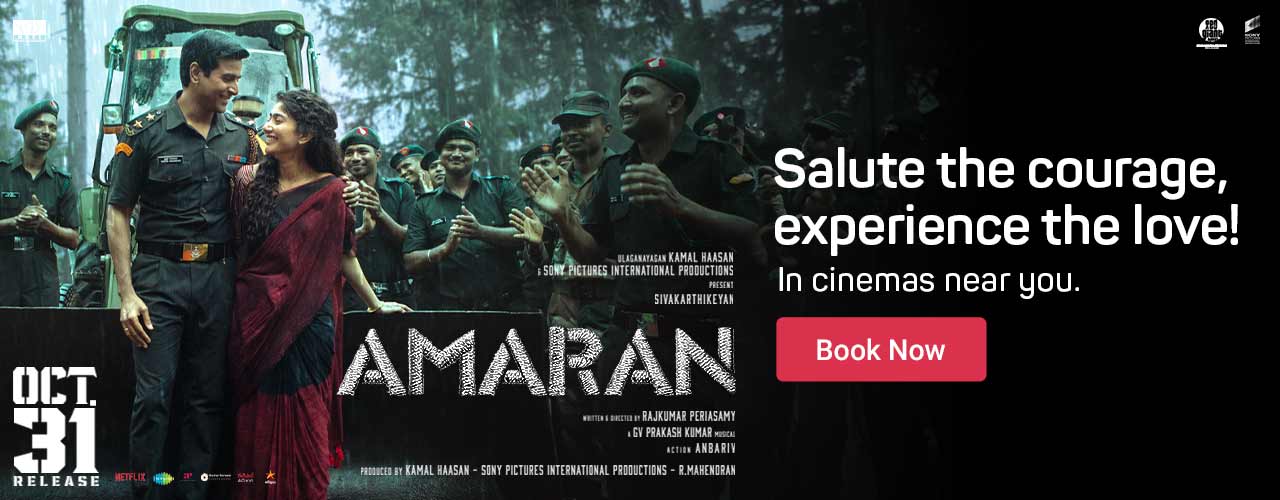 ULAGANAYAGAN KAMAL HAASAN
& SONY PICTURES INTERNATIONAL PRODUCTIONS
PRESENT
SIVAKARTHIKEYAN
AMARAN
WRITTEN & DIRECTED BY RAJKUMAR PERIASAMY
A GV PRAKASH KUMAR MUSICAL
ACTION ANBARIV
PRODUCED BY KAMAL HAASAN - SONY PICTURES INTERNATIONAL PRODUCTIONS - R.MAHENDRAN
OCT.
31
RELEASE
NETFLIX
Salute the courage,
experience the love!
In cinemas near you.
Book Now
SONY